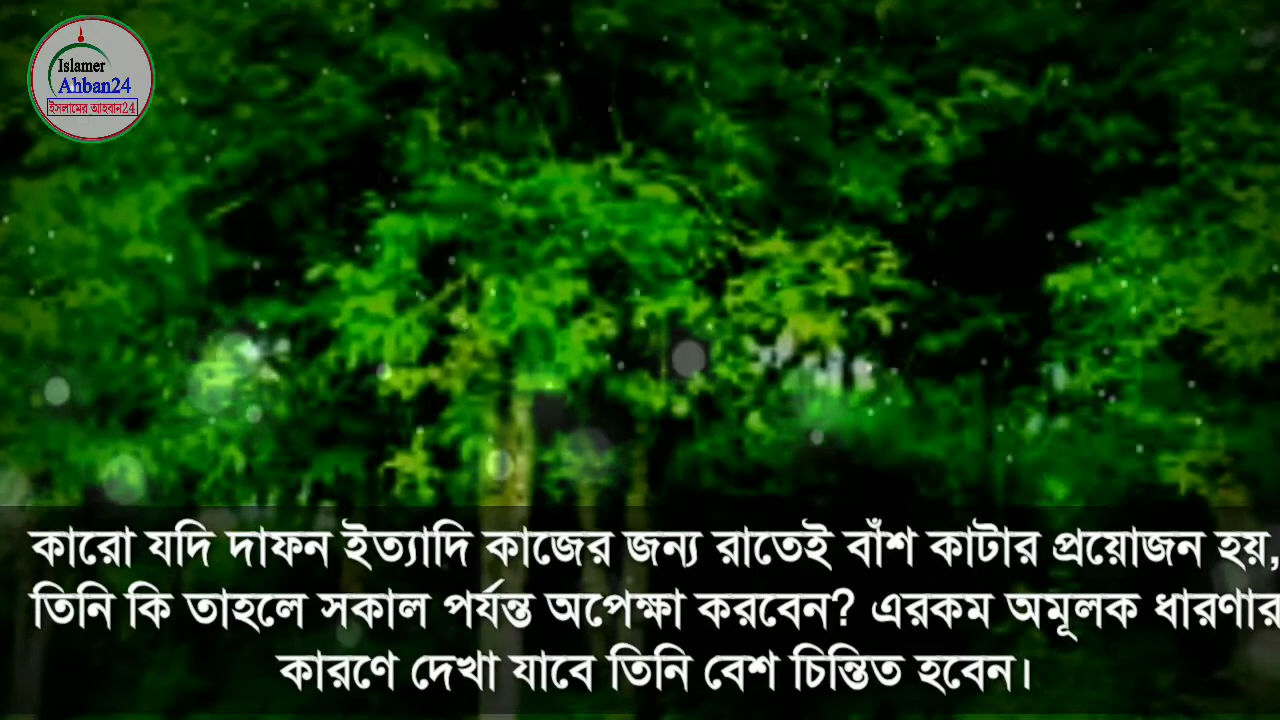 Islamer
Ahban24
ইসলামের আহবান24
কারো যদি দাফন ইত্যাদি কাজের জন্য রাতেই বাঁশ কাটার প্রয়োজন হয়,
তিনি কি তাহলে সকাল পর্যন্ত অপেক্ষা করবেন? এরকম অমূলক ধারণার
কারণে দেখা যাবে তিনি বেশ চিন্তিত হবেন।